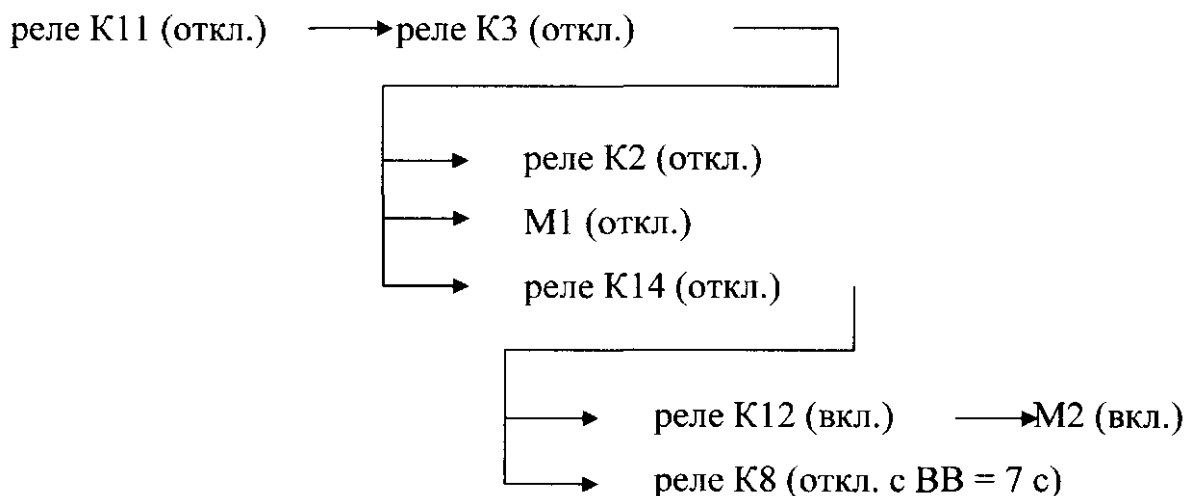 реле К11 (откл.) реле К3 (откл.)
реле К2 (откл.)
М1 (откл.)
реле К14 (откл.)
реле К12 (вкл.) М2 (вкл.)
реле К8 (откл. с ВВ = 7 с)